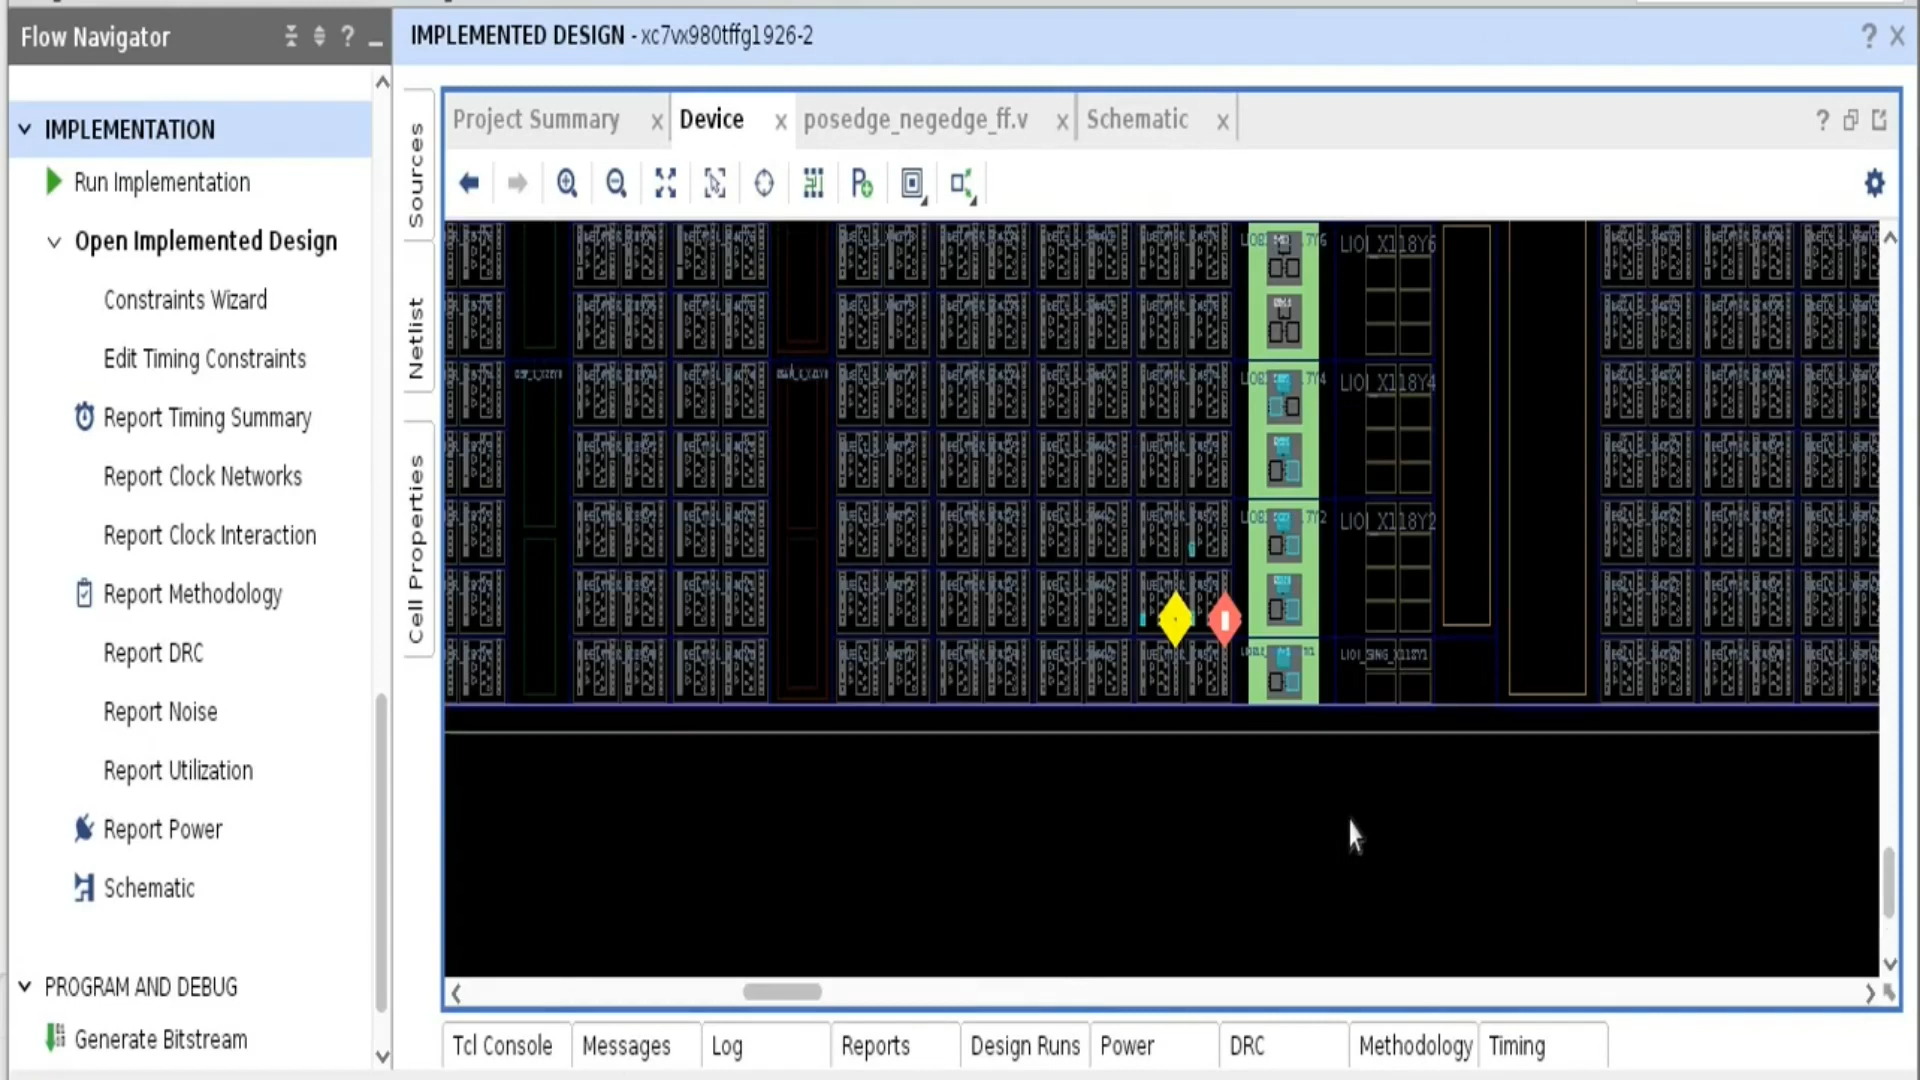 Flow Navigator
IMPLEMENTED DESIGN - xc7vx980tffg1926-2
IMPLEMENTATION
Run Implementation
Open Implemented Design
Constraints Wizard
Edit Timing Constraints
Report Timing Summary
Report Clock Networks
Report Clock Interaction
Report Methodology
Report DRC
Report Noise
Report Utilization
Report Power
Schematic
PROGRAM AND DEBUG
Generate Bitstream
Sources
Netlist
Cell Properties
Project Summary
Device
posedge_negedge_ff.v
Schematic
LIOI_X118Y6
LIOI_X118Y4
LIOI_X118Y2
LIOI_SING_X118Y1
Tcl Console
Messages
Log
Reports
Design Runs
Power
DRC
Methodology
Timing